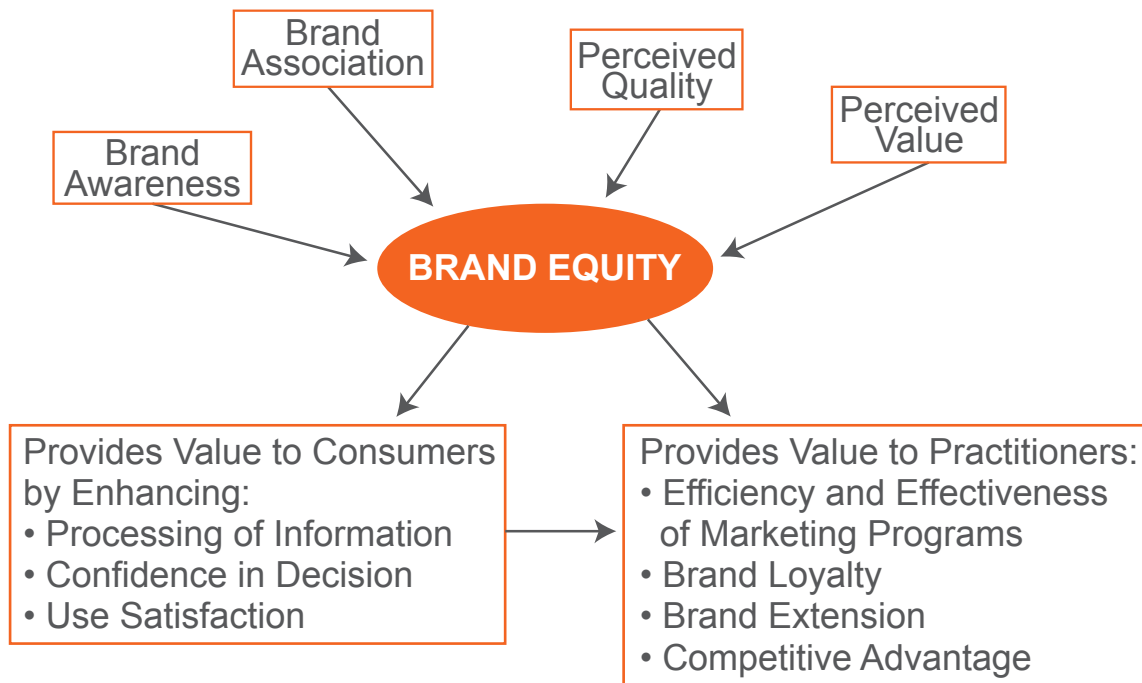 Brand
Association
Perceived
Quality
Perceived
Value
Brand
Awareness
BRAND EQUITY
Provides Value to Consumers
by Enhancing:
• Processing of Information
• Confidence in Decision
• Use Satisfaction
Provides Value to Practitioners:
• Efficiency and Effectiveness
of Marketing Programs
• Brand Loyalty
• Brand Extension
• Competitive Advantage